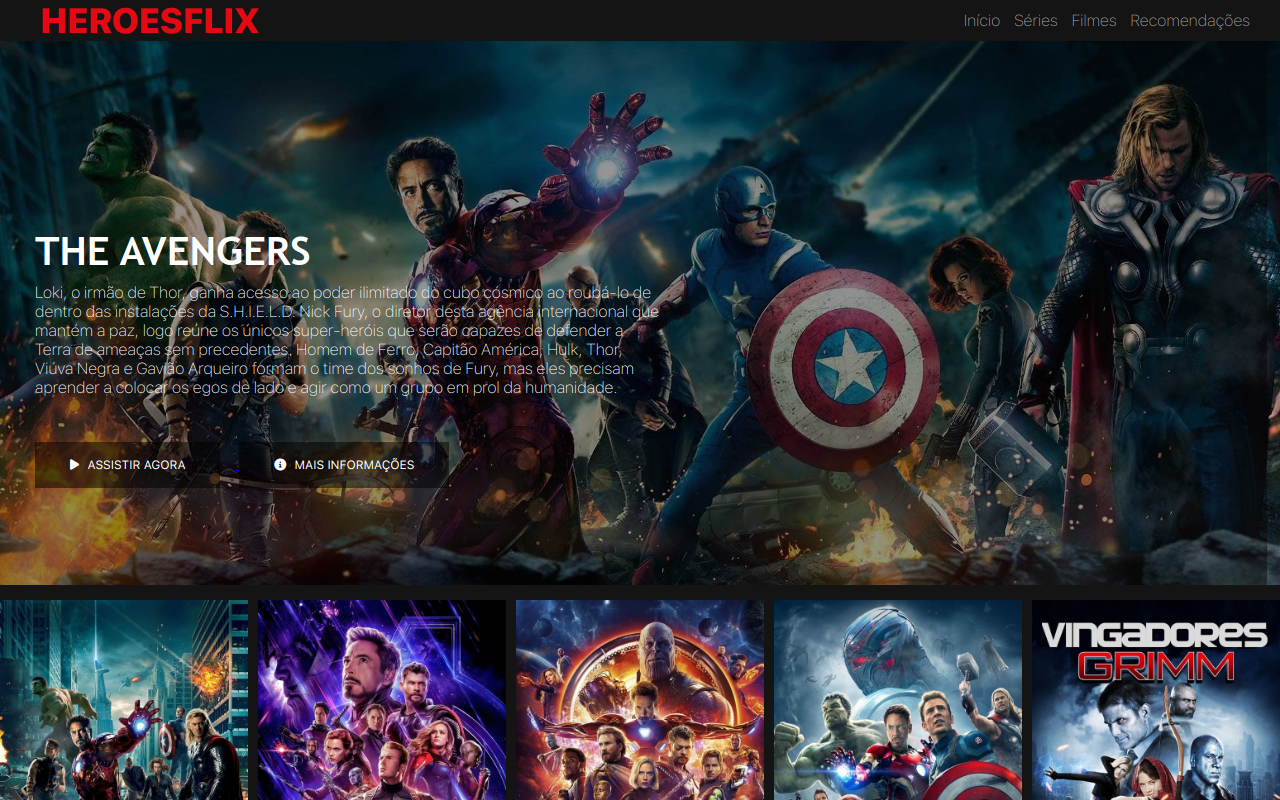 HEROESFLIX
Início Séries Filmes Recomendações
THE AVENGERS
Loki, o irmão de Thor, ganha acesso ao poder ilimitado do cubo cósmico ao roubá-lo de
dentro das instalações da S.H.I.E.L.D. Nick Fury, o diretor desta agência internacional que
mantém a paz, logo reúne os únicos super-heróis que serão capazes de defender a
Terra de ameaças sem precedentes. Homem de Ferro, Capitão América, Hulk, Thor,
Viúva Negra e Gavião Arqueiro formam o time dos sonhos de Fury, mas eles precisam
aprender a colocar os egos de lado e agir como um grupo em prol da humanidade.
ASSISTIR AGORA
MAIS INFORMAÇÕES
VINGADORES
GRIMM